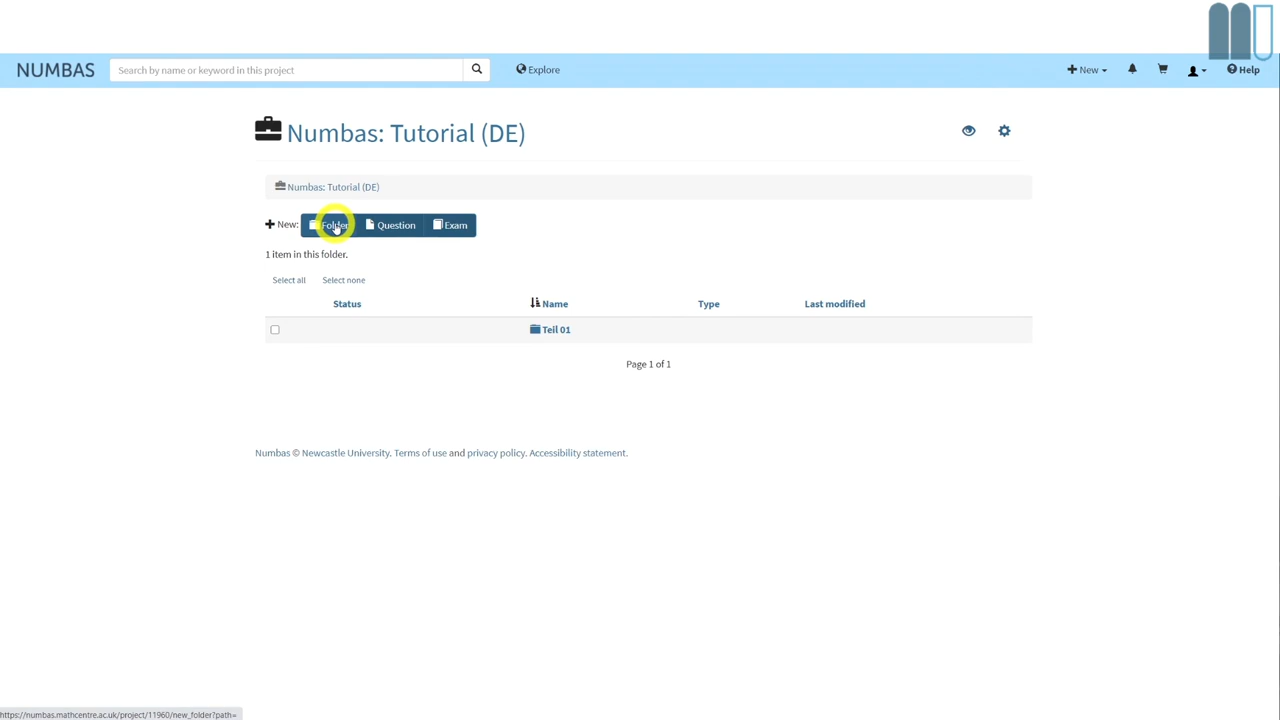 NUMBAS Search by name or keyword in this project Explore New Help
Numbas: Tutorial (DE)
Numbas: Tutorial (DE)
New: Folder Question Exam
1 item in this folder.
Select all Select none
Status Name Type Last modified
Teil 01
Page 1 of 1
Numbas © Newcastle University. Terms of use and privacy policy. Accessibility statement.
https://numbas.mathcentre.ac.uk/project/11960/new_folder?path=